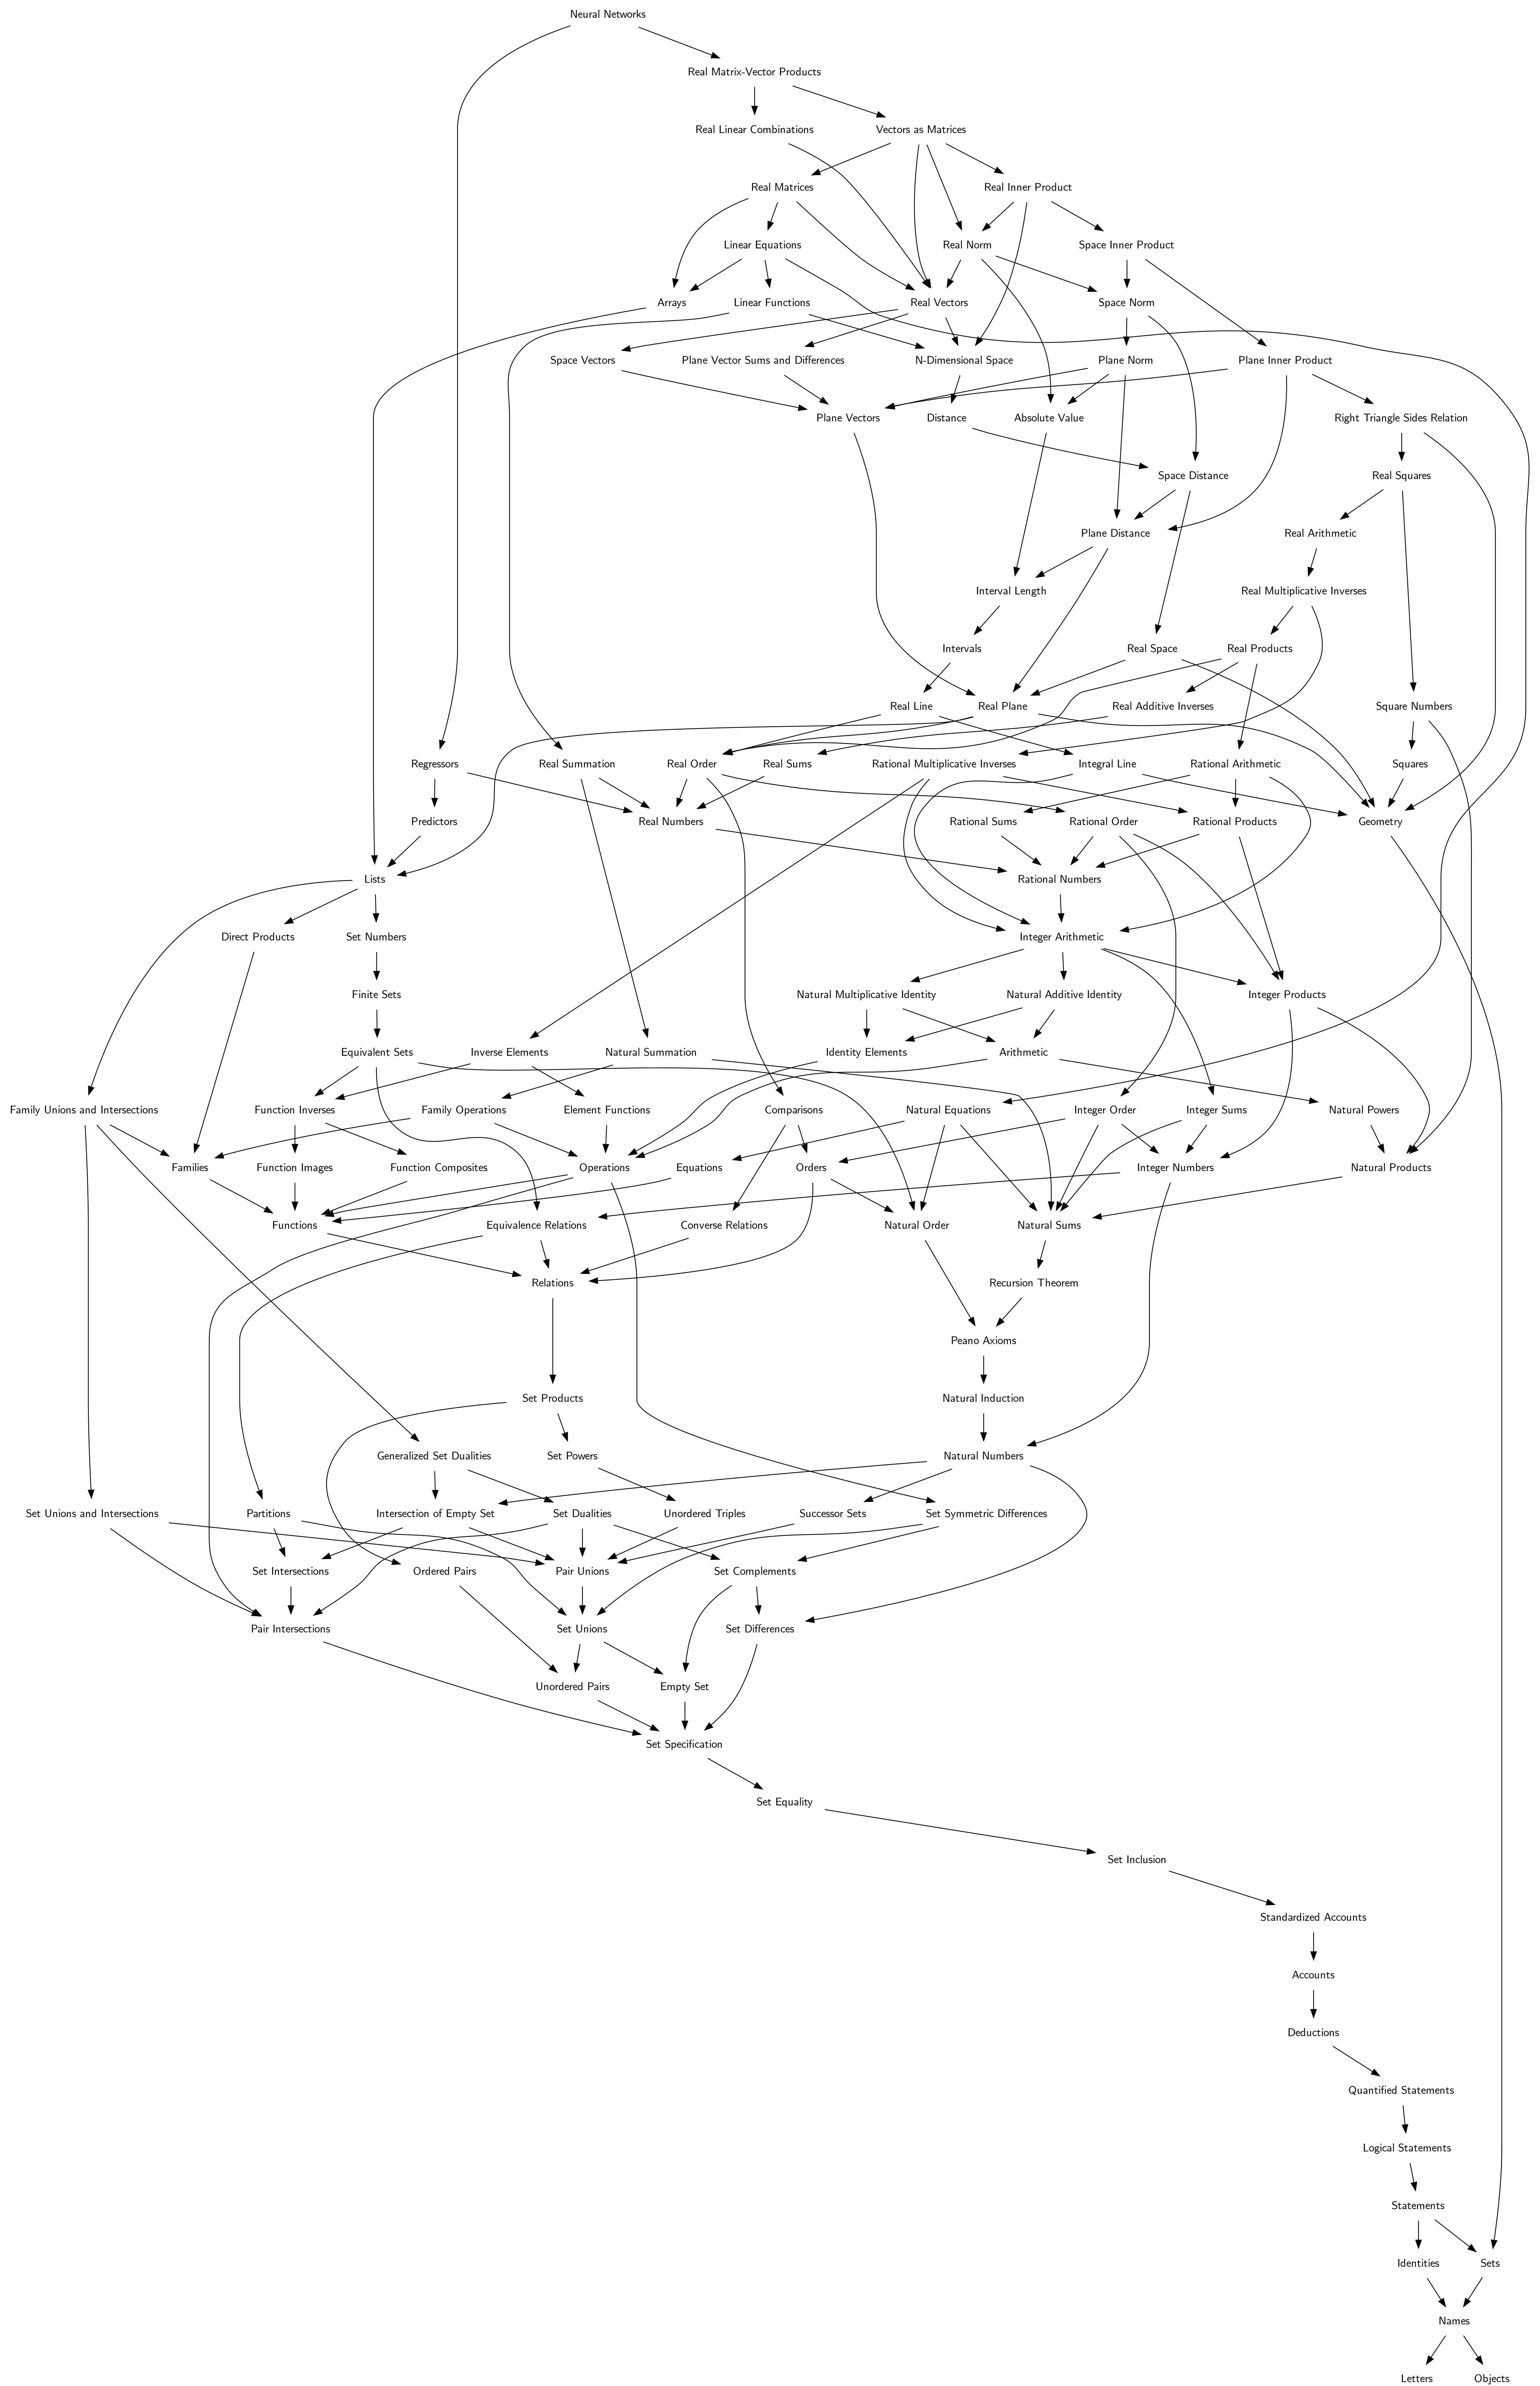 Neural Networks
Real Matrix-Vector Products
Real Linear Combinations
Vectors as Matrices
Real Matrices
Real Inner Product
Linear Equations
Real Norm
Space Inner Product
Arrays
Linear Functions
Real Vectors
Space Norm
Space Vectors
Plane Vector Sums and Differences
N-Dimensional Space
Plane Norm
Plane Inner Product
Plane Vectors
Distance
Absolute Value
Right Triangle Sides Relation
Space Distance
Real Squares
Plane Distance
Real Arithmetic
Interval Length
Real Multiplicative Inverses
Intervals
Real Space
Real Products
Real Line
Real Plane
Real Additive Inverses
Square Numbers
Regressors
Real Summation
Real Order
Real Sums
Rational Multiplicative Inverses
Integral Line
Rational Arithmetic
Squares
Predictors
Real Numbers
Rational Sums
Rational Order
Rational Products
Geometry
Lists
Rational Numbers
Direct Products
Set Numbers
Integer Arithmetic
Finite Sets
Natural Multiplicative Identity
Natural Additive Identity
Integer Products
Equivalent Sets
Inverse Elements
Natural Summation
Identity Elements
Arithmetic
Family Unions and Intersections
Function Inverses
Family Operations
Element Functions
Comparisons
Natural Equations
Integer Order
Integer Sums
Natural Powers
Families
Function Images
Function Composites
Operations
Equations
Orders
Integer Numbers
Natural Products
Functions
Equivalence Relations
Converse Relations
Natural Order
Natural Sums
Relations
Recursion Theorem
Peano Axioms
Set Products
Natural Induction
Generalized Set Dualities
Set Powers
Natural Numbers
Set Unions and Intersections
Partitions
Intersection of Empty Set
Set Dualities
Unordered Triples
Successor Sets
Set Symmetric Differences
Set Intersections
Ordered Pairs
Pair Unions
Set Complements
Pair Intersections
Set Unions
Set Differences
Unordered Pairs
Empty Set
Set Specification
Set Equality
Set Inclusion
Standardized Accounts
Accounts
Deductions
Quantified Statements
Logical Statements
Statements
Identities
Sets
Names
Letters
Objects